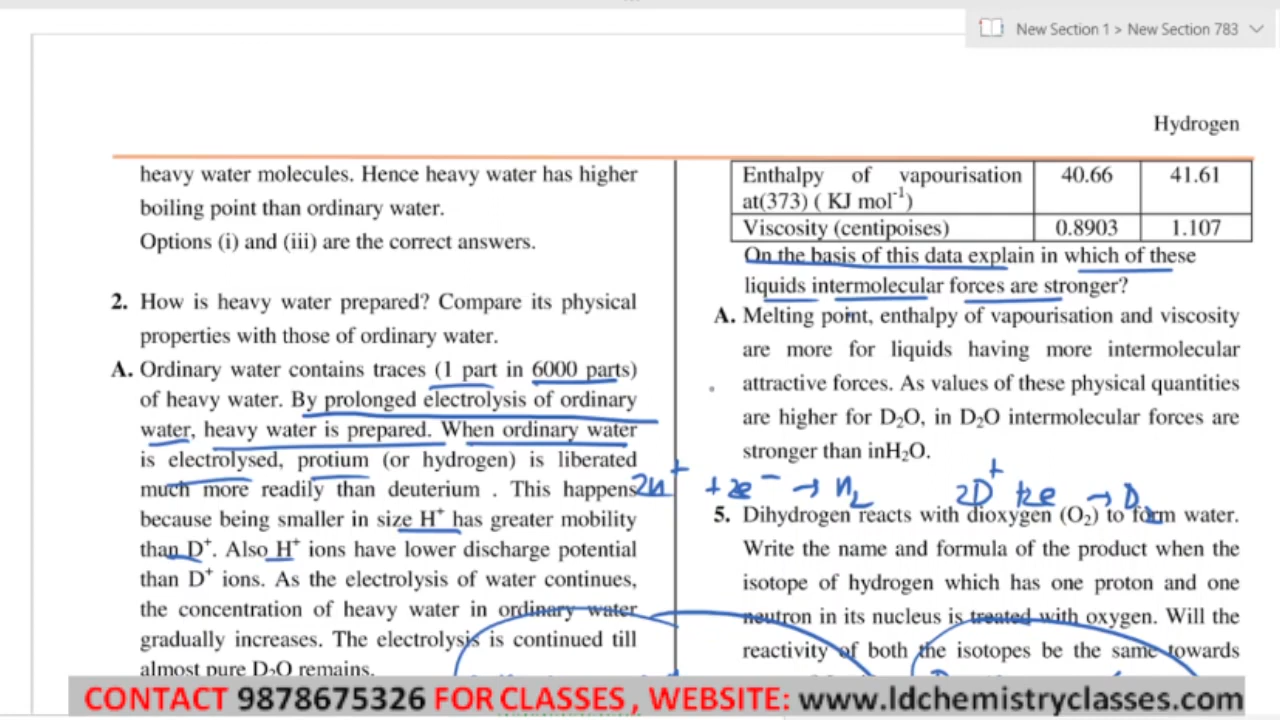 New Section 1 > New Section 783
Hydrogen
heavy water molecules. Hence heavy water has higher
boiling point than ordinary water.
Options (i) and (iii) are the correct answers.
2. How is heavy water prepared? Compare its physical
properties with those of ordinary water.
A. Ordinary water contains traces (1 part in 6000 parts)
of heavy water. By prolonged electrolysis of ordinary
water, heavy water is prepared. When ordinary water
is electrolysed, protium (or hydrogen) is liberated
much more readily than deuterium . This happens
because being smaller in size H⁺ has greater mobility
than D⁺. Also H⁺ ions have lower discharge potential
than D⁺ ions. As the electrolysis of water continues,
the concentration of heavy water in ordinary water
gradually increases. The electrolysis is continued till
almost pure D₂O remains.
Enthalpy of vapourisation 40.66 41.61
at(373) ( KJ mol⁻¹)
Viscosity (centipoises) 0.8903 1.107
On the basis of this data explain in which of these
liquids intermolecular forces are stronger?
A. Melting point, enthalpy of vapourisation and viscosity
are more for liquids having more intermolecular
attractive forces. As values of these physical quantities
are higher for D₂O, in D₂O intermolecular forces are
stronger than inH₂O.
2H⁺ + 2e⁻ → H₂ 2D⁺ + 2e → D₂
5. Dihydrogen reacts with dioxygen (O₂) to form water.
Write the name and formula of the product when the
isotope of hydrogen which has one proton and one
neutron in its nucleus is treated with oxygen. Will the
reactivity of both the isotopes be the same towards
CONTACT 9878675326 FOR CLASSES , WEBSITE: www.ldchemistryclasses.com